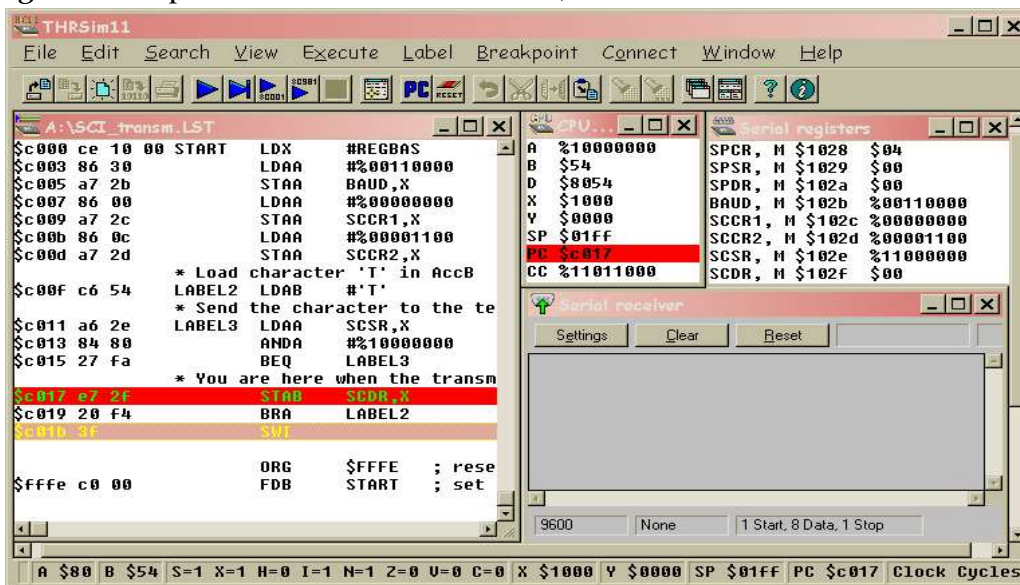 THRSim11
File Edit Search View Execute Label Breakpoint Connect Window Help
PC RESET
A:\SCI_transm.LST
$c000 ce 10 00 START LDX #REGBAS
$c003 86 30 LDAA #%00110000
$c005 a7 2b STAA BAUD,X
$c007 86 00 LDAA #%00000000
$c009 a7 2c STAA SCCR1,X
$c00b 86 0c LDAA #%00001100
$c00d a7 2d STAA SCCR2,X
* Load character 'T' in AccB
$c00f c6 54 LABEL2 LDAB #'T'
* Send the character to the te
$c011 a6 2e LABEL3 LDAA SCSR,X
$c013 84 80 ANDA #%10000000
$c015 27 fa BEQ LABEL3
* You are here when the transm
$c017 e7 2f STAB SCDR,X
$c019 20 f4 BRA LABEL2
$c01b 3f SWI
ORG $FFFE ; rese
$fffe c0 00 FDB START ; set
CPU...
A %10000000
B $54
D $8054
X $1000
Y $0000
SP $01ff
PC $c017
CC %11011000
Serial registers
SPCR, M $1028 $04
SPSR, M $1029 $00
SPDR, M $102a $00
BAUD, M $102b %00110000
SCCR1, M $102c %00000000
SCCR2, M $102d %00001100
SCSR, M $102e %11000000
SCDR, M $102f $00
Serial receiver
Settings Clear Reset
9600 None 1 Start, 8 Data, 1 Stop
A $80 B $54 S=1 X=1 H=0 I=1 N=1 Z=0 V=0 C=0 X $1000 Y $0000 SP $01ff PC $c017 Clock Cycles